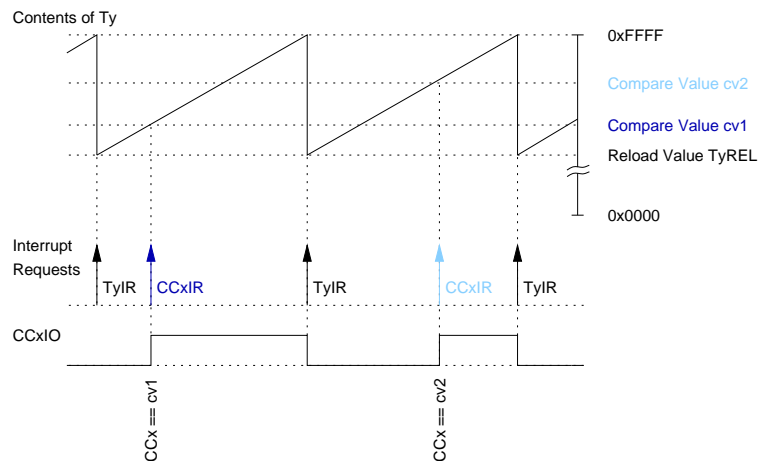 Contents of Ty
0xFFFF
Compare Value cv2
Compare Value cv1
Reload Value TyREL
0x0000
Interrupt
Requests
TyIR
CCxIR
TyIR
CCxIR
TyIR
CCxIO
CCx == cv1
CCx == cv2